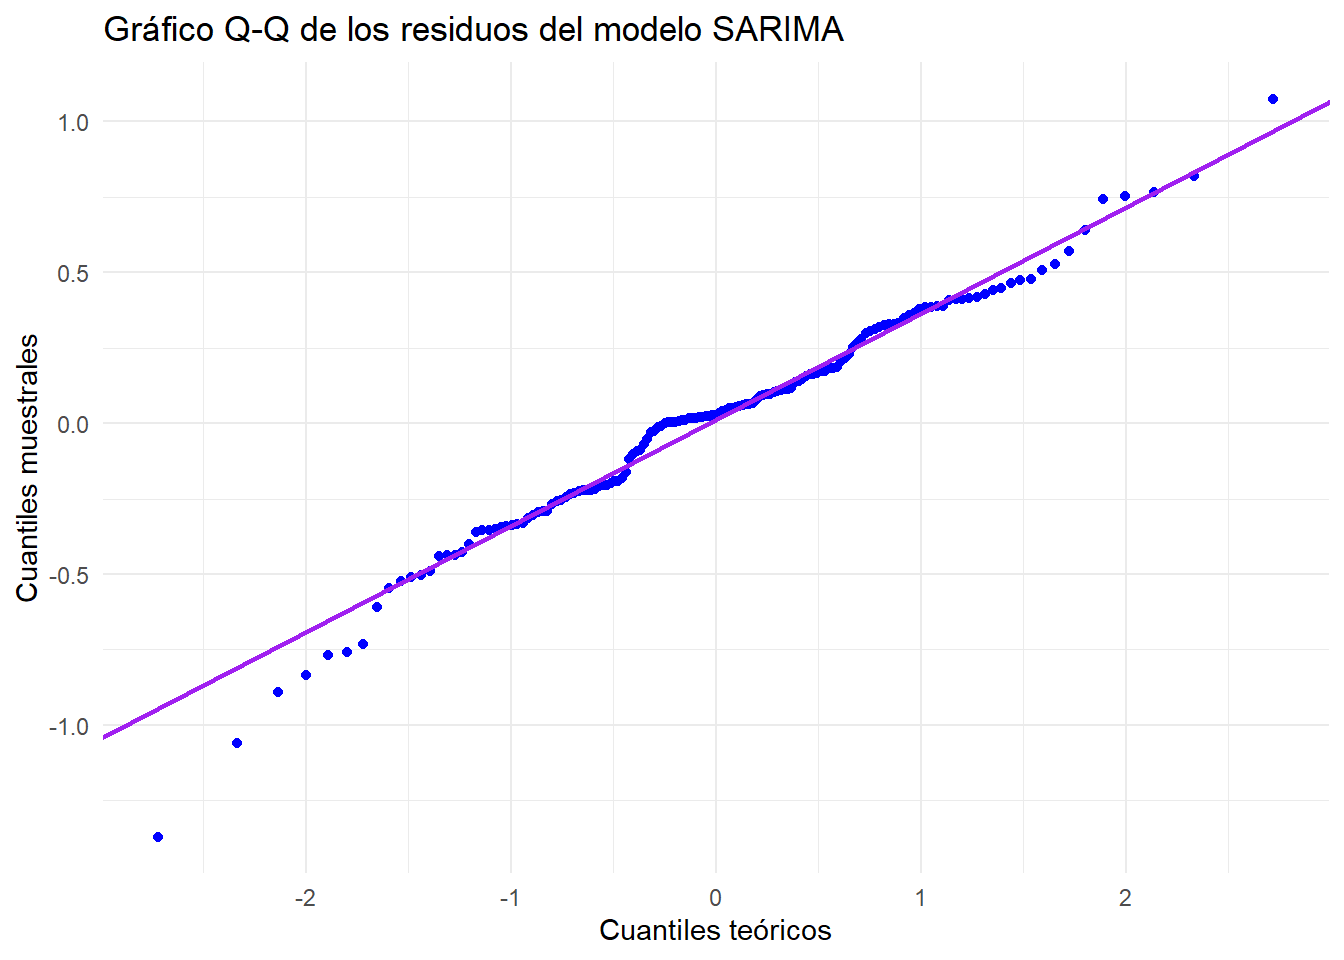 Gráfico Q-Q de los residuos del modelo SARIMA
Cuantiles muestrales
1.0
0.5
0.0
-0.5
-1.0
-2 -1 0 1 2
Cuantiles teóricos